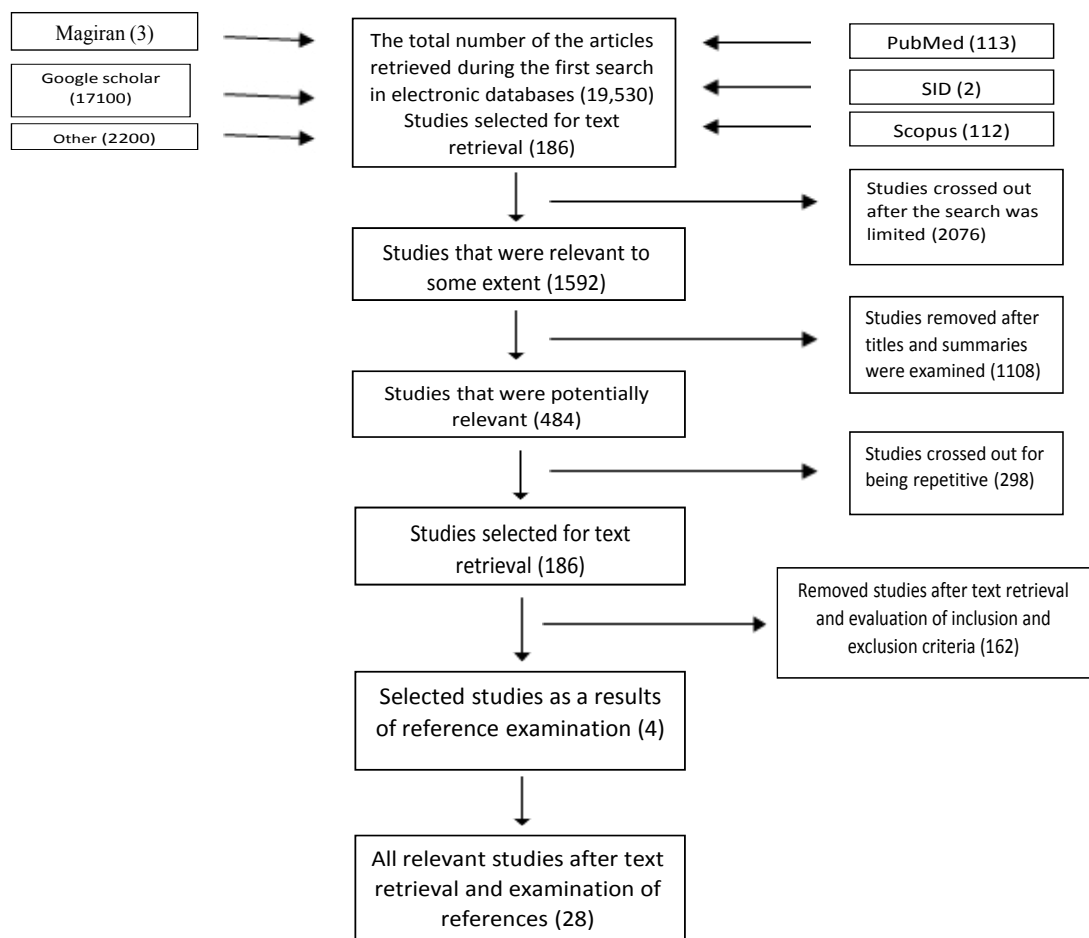 Magiran (3)
Google scholar
(17100)
Other (2200)
The total number of the articles
retrieved during the first search
in electronic databases (19,530)
Studies selected for text
retrieval (186)
PubMed (113)
SID (2)
Scopus (112)
Studies crossed out
after the search was
limited (2076)
Studies that were relevant to
some extent (1592)
Studies removed after
titles and summaries
were examined (1108)
Studies that were potentially
relevant (484)
Studies crossed out for
being repetitive (298)
Studies selected for text
retrieval (186)
Removed studies after text retrieval
and evaluation of inclusion and
exclusion criteria (162)
Selected studies as a results
of reference examination (4)
All relevant studies after text
retrieval and examination of
references (28)